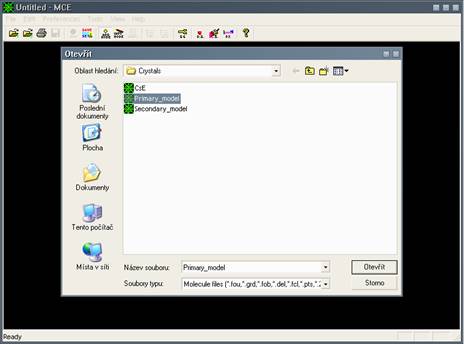 Untitled - MCE
File Edit Preferences Tools View Help
Otevřít
Oblast hledání: Crystals
CsE
Primary_model
Secondary_model
Poslední
dokumenty
Plocha
Dokumenty
Tento počítač
Místa v síti
Název souboru: Primary_model Otevřít
Soubory typu: Molecule files (*.fou,*.grd,*.fob,*.del,*.fcl,*.pts,*. Storno
Ready